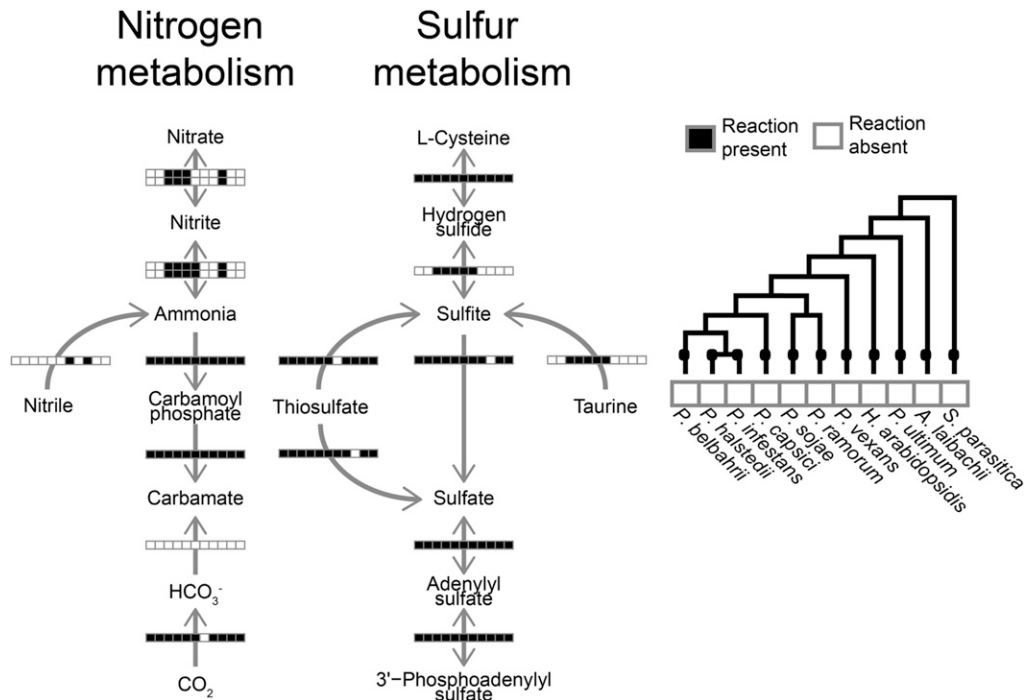 Nitrogen
metabolism
Sulfur
metabolism
Nitrate
Nitrite
Ammonia
Nitrile
Carbamoyl
phosphate
Carbamate
HCO3-
CO2
L-Cysteine
Hydrogen
sulfide
Sulfite
Thiosulfate
Taurine
Sulfate
Adenylyl
sulfate
3'−Phosphoadenylyl
sulfate
Reaction
present
Reaction
absent
P. belbahrii
P. halstedii
P. infestans
P. capsici
P. sojae
P. ramorum
P. vexans
H. arabidopsidis
P. ultimum
A. laibachii
S. parasitica